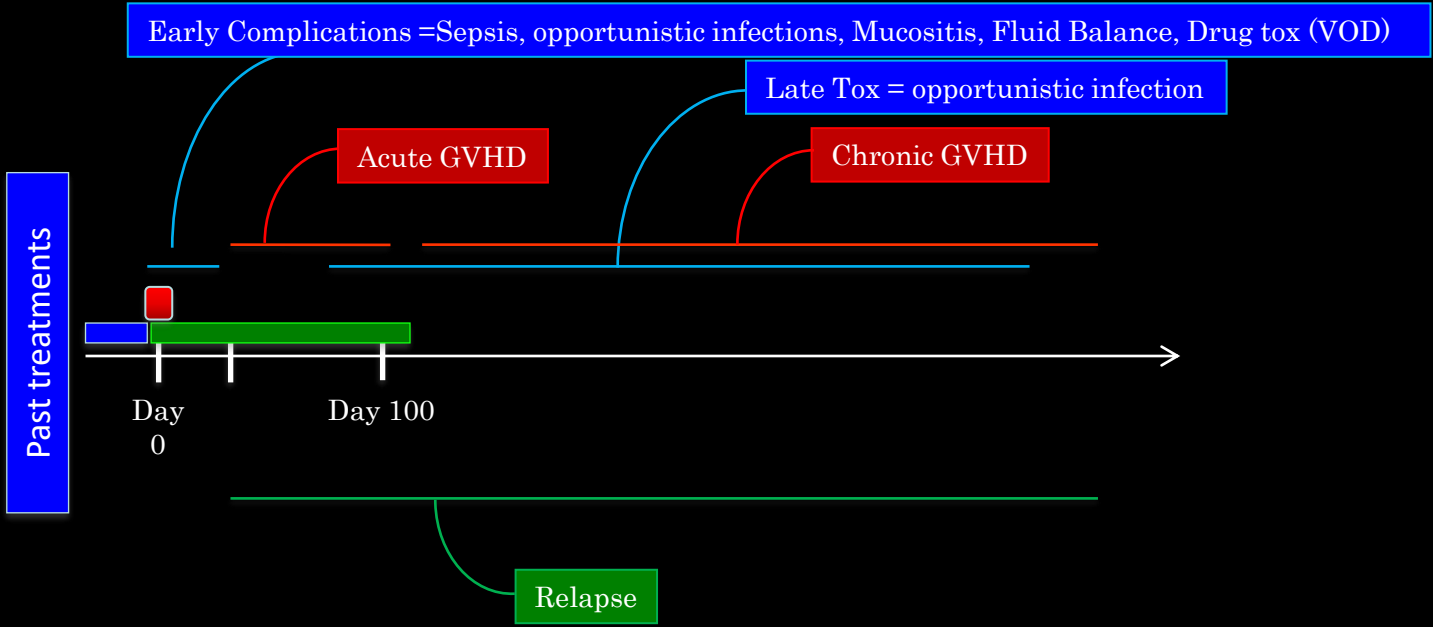 Early Complications =Sepsis, opportunistic infections, Mucositis, Fluid Balance, Drug tox (VOD)
Late Tox = opportunistic infection
Acute GVHD
Chronic GVHD
Past treatments
Day
0
Day 100
Relapse